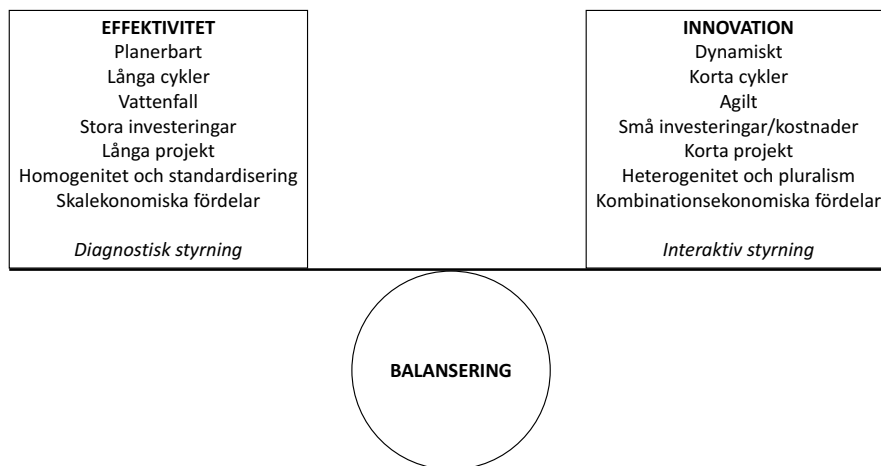 EFFEKTIVITET
Planerbart
Långa cykler
Vattenfall
Stora investeringar
Långa projekt
Homogenitet och standardisering
Skalekonomiska fördelar
Diagnostisk styrning
INNOVATION
Dynamiskt
Korta cykler
Agilt
Små investeringar/kostnader
Korta projekt
Heterogenitet och pluralism
Kombinationsekonomiska fördelar
Interaktiv styrning
BALANSERING